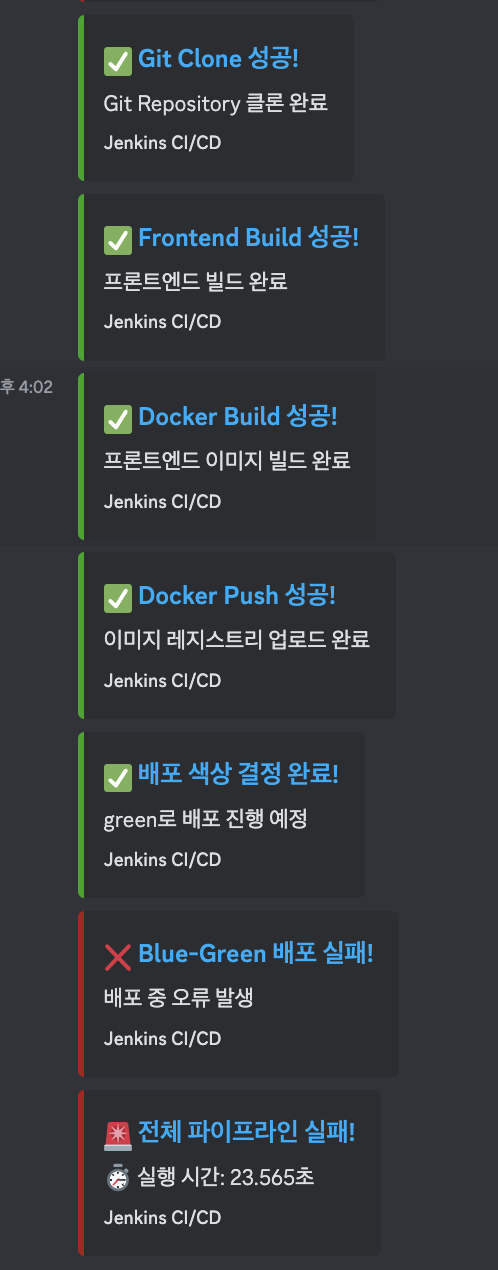 Git Clone 성공!
Git Repository 클론 완료
Jenkins CI/CD
Frontend Build 성공!
프론트엔드 빌드 완료
Jenkins CI/CD
후 4:02
Docker Build 성공!
프론트엔드 이미지 빌드 완료
Jenkins CI/CD
Docker Push 성공!
이미지 레지스트리 업로드 완료
Jenkins CI/CD
배포 색상 결정 완료!
green로 배포 진행 예정
Jenkins CI/CD
Blue-Green 배포 실패!
배포 중 오류 발생
Jenkins CI/CD
전체 파이프라인 실패!
실행 시간: 23.565초
Jenkins CI/CD